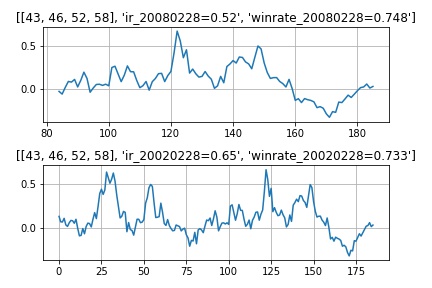 [[43, 46, 52, 58], 'ir_20080228=0.52', 'winrate_20080228=0.748']
0.5
0.0
80 100 120 140 160 180
[[43, 46, 52, 58], 'ir_20020228=0.65', 'winrate_20020228=0.733']
0.5
0.0
0 25 50 75 100 125 150 175